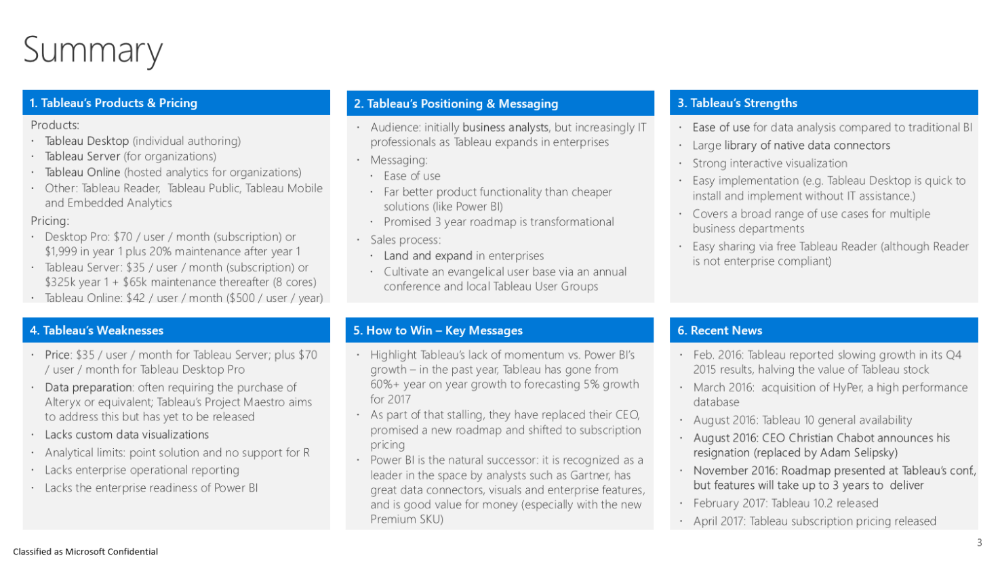 Summary
1. Tableau's Products & Pricing
Products:
· Tableau Desktop (individual authoring)
· Tableau Server (for organizations)
· Tableau Online (hosted analytics for organizations)
· Other: Tableau Reader, Tableau Public, Tableau Mobile
and Embedded Analytics
Pricing:
· Desktop Pro: $70 / user / month (subscription) or
$1,999 in year 1 plus 20% maintenance after year 1
· Tableau Server: $35 / user / month (subscription) or
$325k year 1 + $65k maintenance thereafter (8 cores)
· Tableau Online: $42 / user / month ($500 / user / year)
2. Tableau's Positioning & Messaging
· Audience: initially business analysts, but increasingly IT
professionals as Tableau expands in enterprises
· Messaging:
· Ease of use
· Far better product functionality than cheaper
solutions (like Power BI)
· Promised 3 year roadmap is transformational
· Sales process:
· Land and expand in enterprises
· Cultivate an evangelical user base via an annual
conference and local Tableau User Groups
3. Tableau's Strengths
· Ease of use for data analysis compared to traditional BI
· Large library of native data connectors
· Strong interactive visualization
· Easy implementation (e.g. Tableau Desktop is quick to
install and implement without IT assistance.)
· Covers a broad range of use cases for multiple
business departments
· Easy sharing via free Tableau Reader (although Reader
is not enterprise compliant)
4. Tableau's Weaknesses
· Price: $35 / user / month for Tableau Server; plus $70
/ user / month for Tableau Desktop Pro
· Data preparation: often requiring the purchase of
Alteryx or equivalent; Tableau's Project Maestro aims
to address this but has yet to be released
· Lacks custom data visualizations
· Analytical limits: point solution and no support for R
· Lacks enterprise operational reporting
· Lacks the enterprise readiness of Power BI
5. How to Win – Key Messages
· Highlight Tableau's lack of momentum vs. Power BI's
growth – in the past year, Tableau has gone from
60%+ year on year growth to forecasting 5% growth
for 2017
· As part of that stalling, they have replaced their CEO,
promised a new roadmap and shifted to subscription
pricing
· Power BI is the natural successor: it is recognized as a
leader in the space by analysts such as Gartner, has
great data connectors, visuals and enterprise features,
and is good value for money (especially with the new
Premium SKU)
6. Recent News
· Feb. 2016: Tableau reported slowing growth in its Q4
2015 results, halving the value of Tableau stock
· March 2016: acquisition of HyPer, a high performance
database
· August 2016: Tableau 10 general availability
· August 2016: CEO Christian Chabot announces his
resignation (replaced by Adam Selipsky)
· November 2016: Roadmap presented at Tableau's conf.,
but features will take up to 3 years to deliver
· February 2017: Tableau 10.2 released
· April 2017: Tableau subscription pricing released
3
Classified as Microsoft Confidential